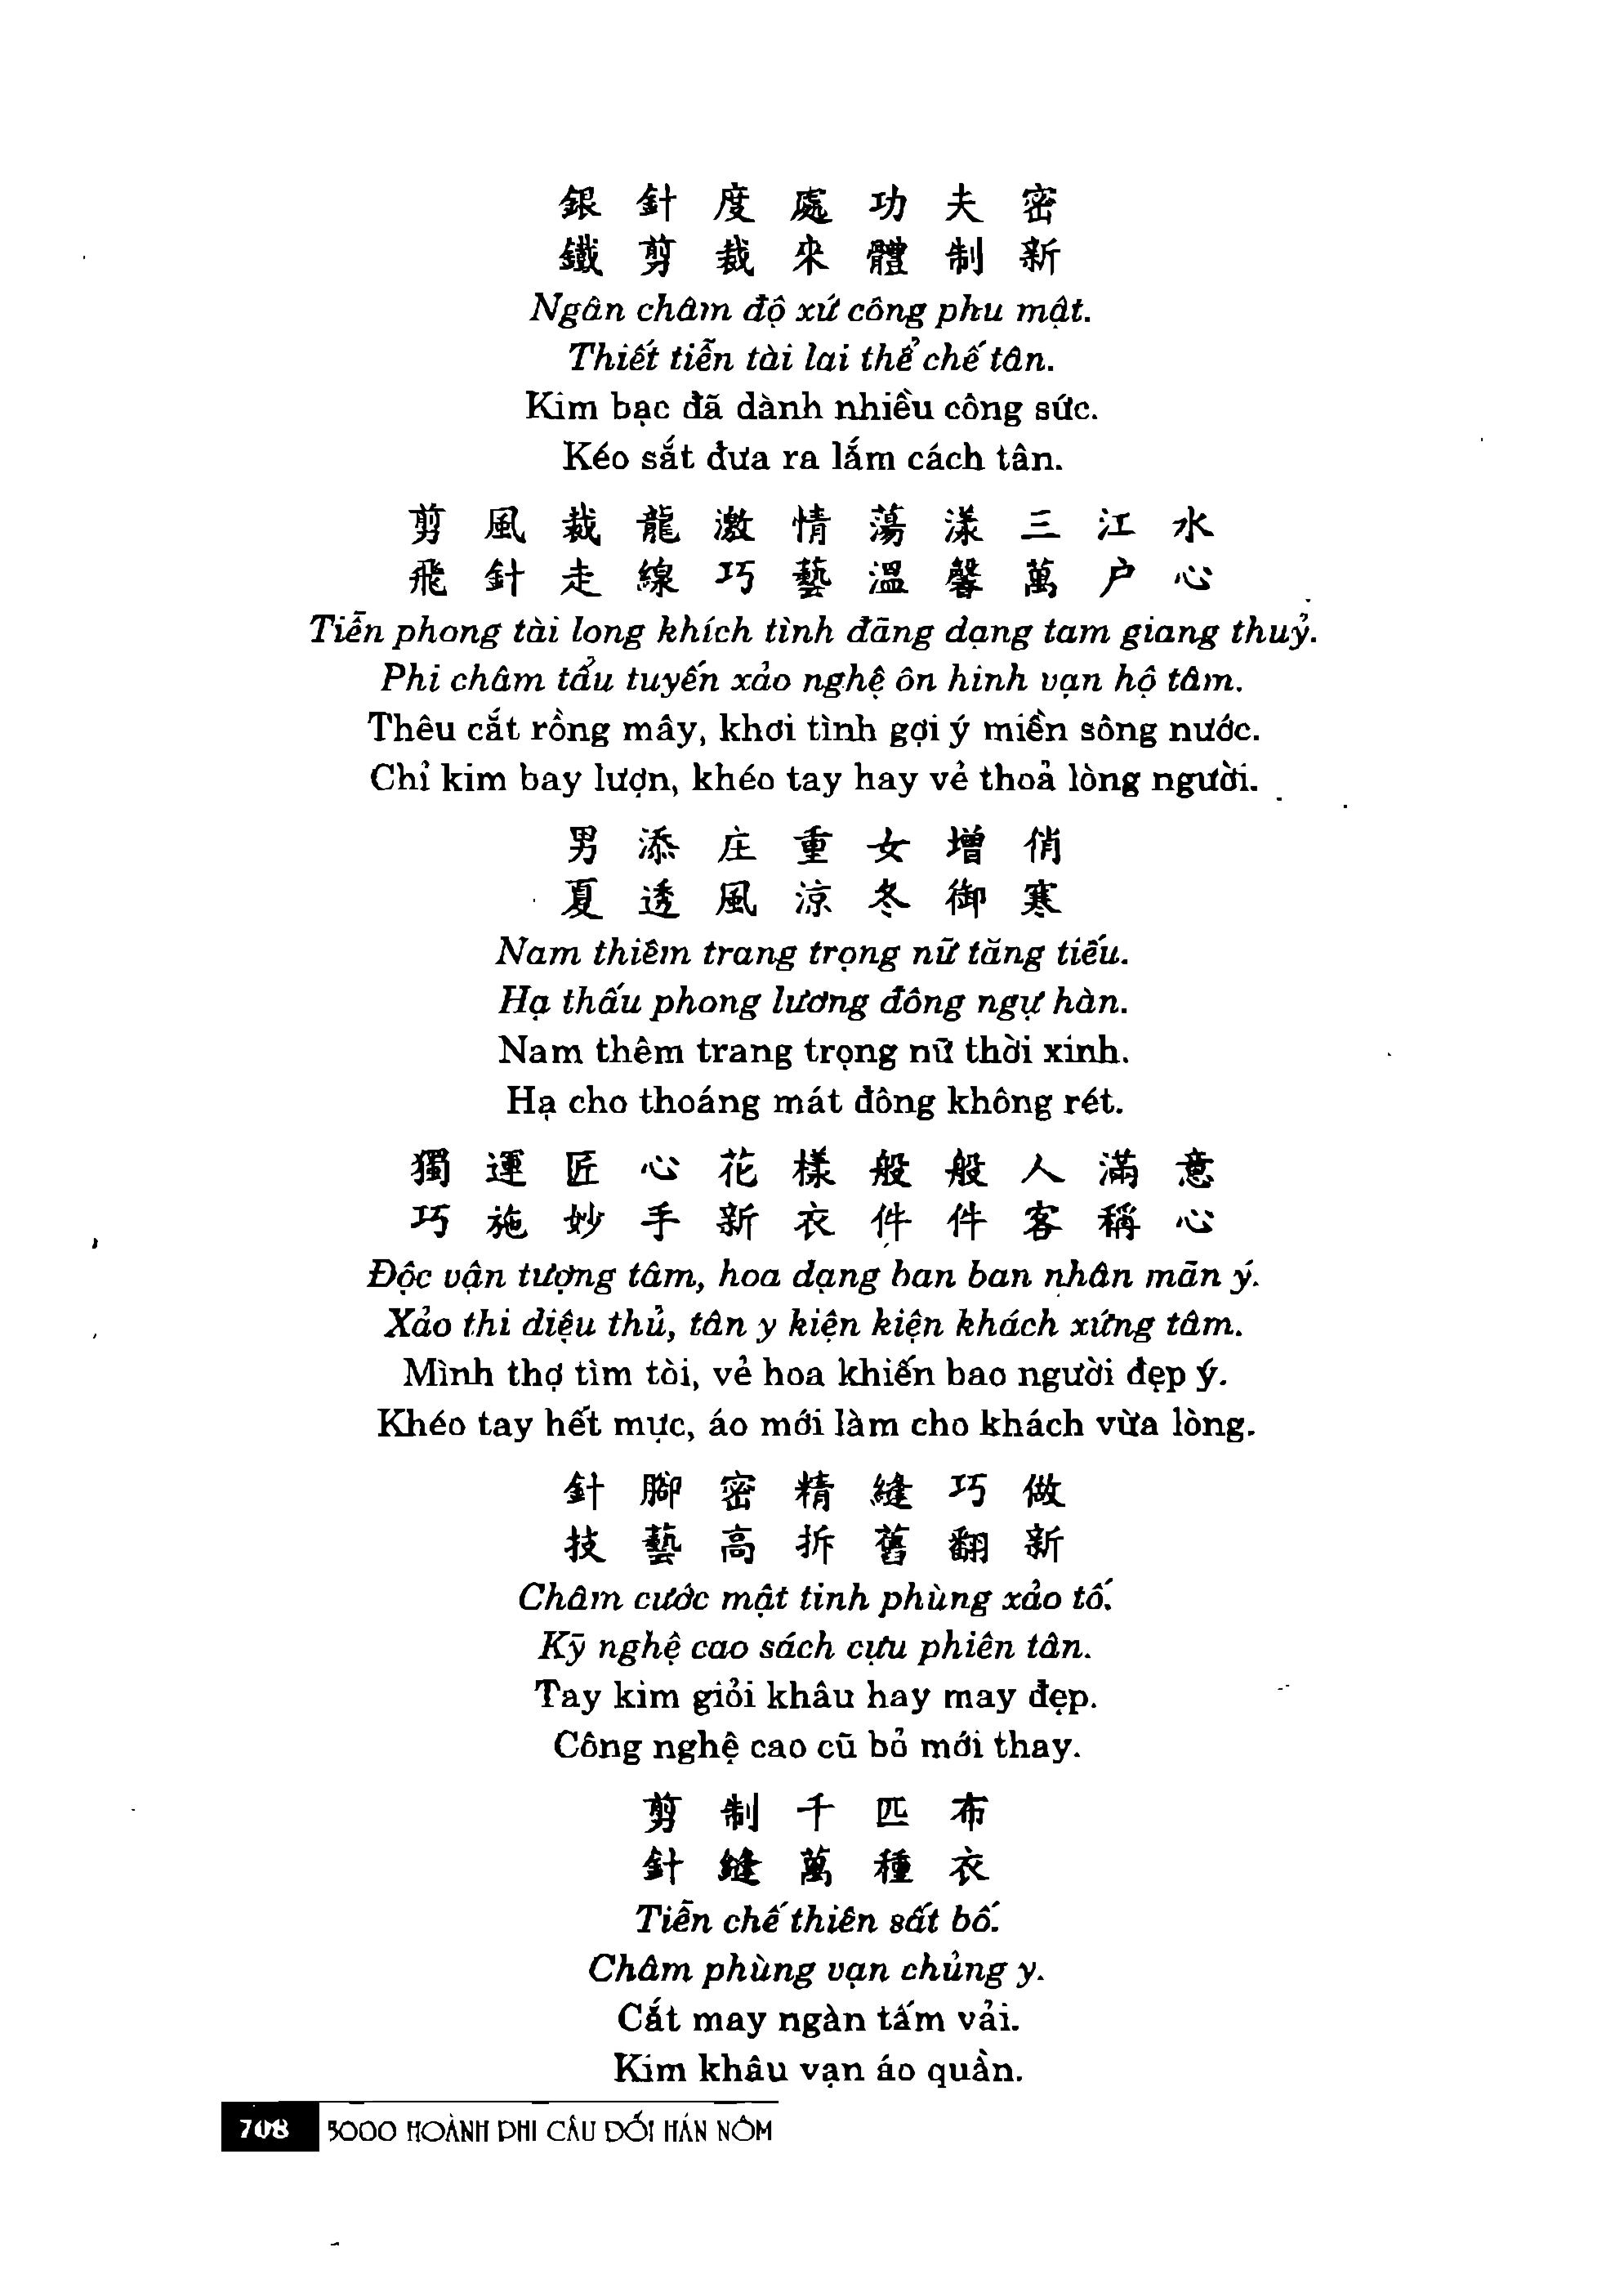 銀針度處功夫密
鐵剪裁來體制新
Ngân châm độ xứ công phu mật.
Thiết tiễn tài lai thể chế tân.
Kim bạc đã dành nhiều công sức.
Kéo sắt đưa ra lắm cách tân.
剪風裁龍激情蕩漾三江水
飛針走線巧藝溫馨萬户心
Tiễn phong tài long khích tình đãng dạng tam giang thuỷ.
Phi châm tẩu tuyến xảo nghệ ôn hinh vạn hộ tâm.
Thêu cắt rồng mây, khơi tình gợi ý miền sông nước.
Chỉ kim bay lượn, khéo tay hay vẻ thoả lòng người.
男添庄重女增俏
夏透風涼冬御寒
Nam thiêm trang trọng nữ tăng tiếu.
Hạ thấu phong lương đông ngự hàn.
Nam thêm trang trọng nữ thời xinh.
Hạ cho thoáng mát đông không rét.
獨運匠心花樣般般人滿意
巧施妙手新衣件件客稱心
Độc vận tượng tâm, hoa dạng ban ban nhân mãn ý.
Xảo thi diệu thủ, tân y kiện kiện khách xứng tâm.
Mình thợ tìm tòi, vẻ hoa khiến bao người đẹp ý.
Khéo tay hết mực, áo mới làm cho khách vừa lòng.
針腳密精縫巧做
技藝高拆舊翻新
Châm cước mật tinh phùng xảo tố.
Kỹ nghệ cao sách cựu phiên tân.
Tay kim giỏi khâu hay may đẹp.
Công nghệ cao cũ bỏ mới thay.
剪制千匹布
針縫萬種衣
Tiễn chế thiên sất bố.
Châm phùng vạn chủng y.
Cắt may ngàn tấm vải.
Kim khâu vạn áo quần.
708 5000 HOÀNH PHI CÂU ĐỐI HÁN NÔM